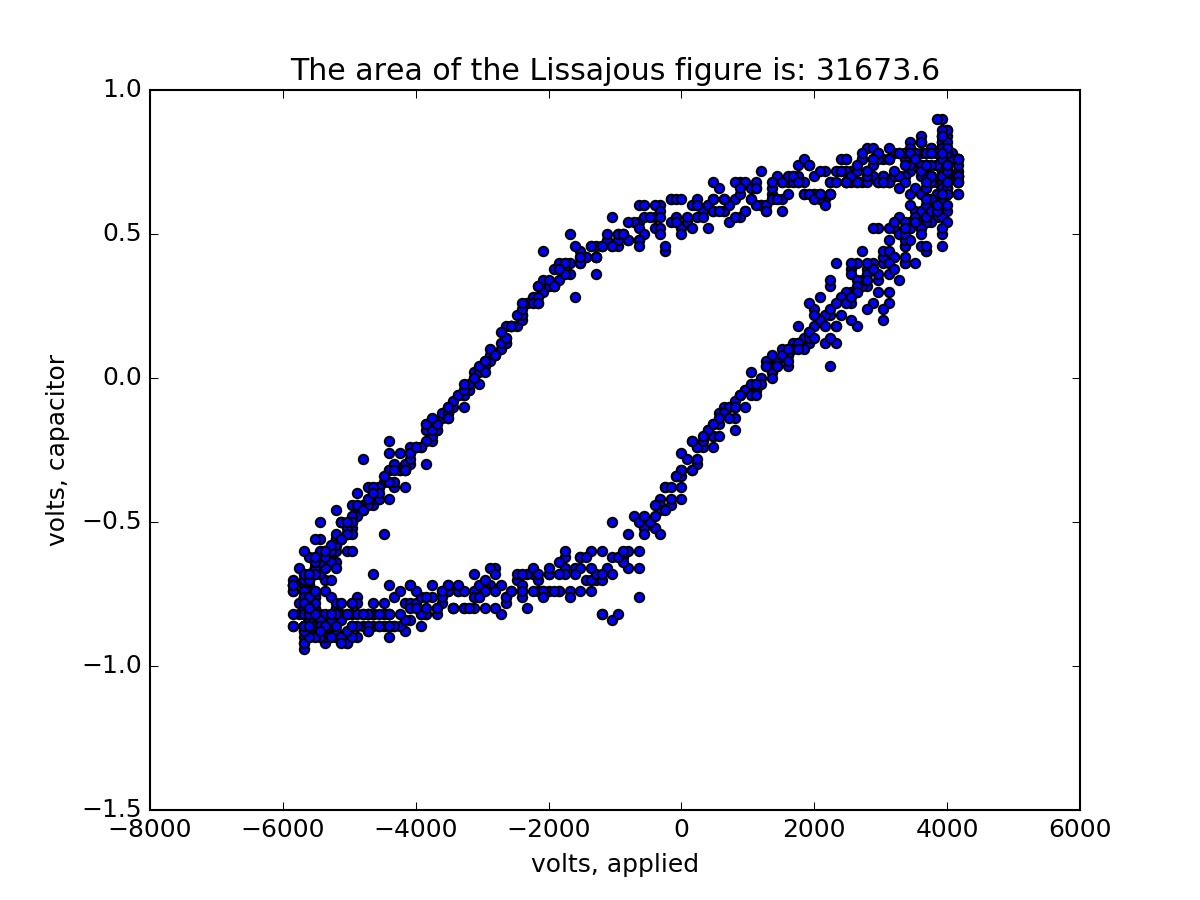 The area of the Lissajous figure is: 31673.6
1.0
0.5
0.0
−0.5
−1.0
−1.5
volts, capacitor
−8000 −6000 −4000 −2000 0 2000 4000 6000
volts, applied